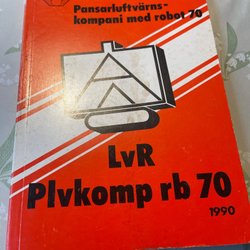 Pansarluftvärns-
kompani med robot 70
LvR
Plvkomp rb 70
1990